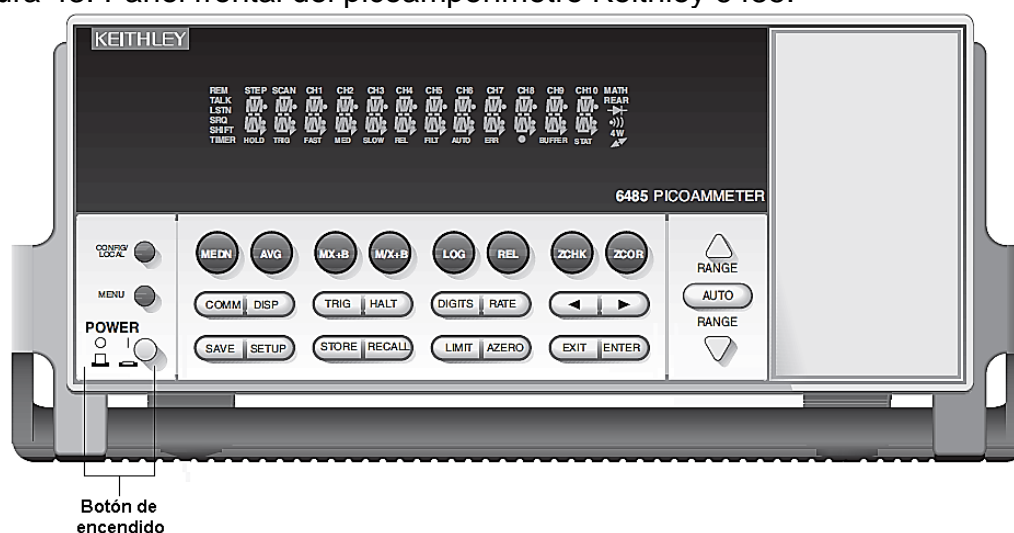 ura 45. Panel frontal del picoamperímetro Keithley 6485.
KEITHLEY
REM STEP SCAN CH1 CH2 CH3 CH4 CH5 CH6 CH7 CH8 CH9 CH10 MATH
TALK REAR
LSTN
SRQ
SHIFT 4W
TIMER HOLD TRIG FAST MED SLOW REL FILT AUTO ERR BUFFER STAT
6485 PICOAMMETER
CONFIG/
LOCAL
MEDN AVG MX+B M/X+B LOG REL ZCHK ZCOR
RANGE
MENU
COMM DISP TRIG HALT DIGITS RATE ◄ ► AUTO
POWER
RANGE
O I
SAVE SETUP STORE RECALL LIMIT AZERO EXIT ENTER
Botón de
encendido